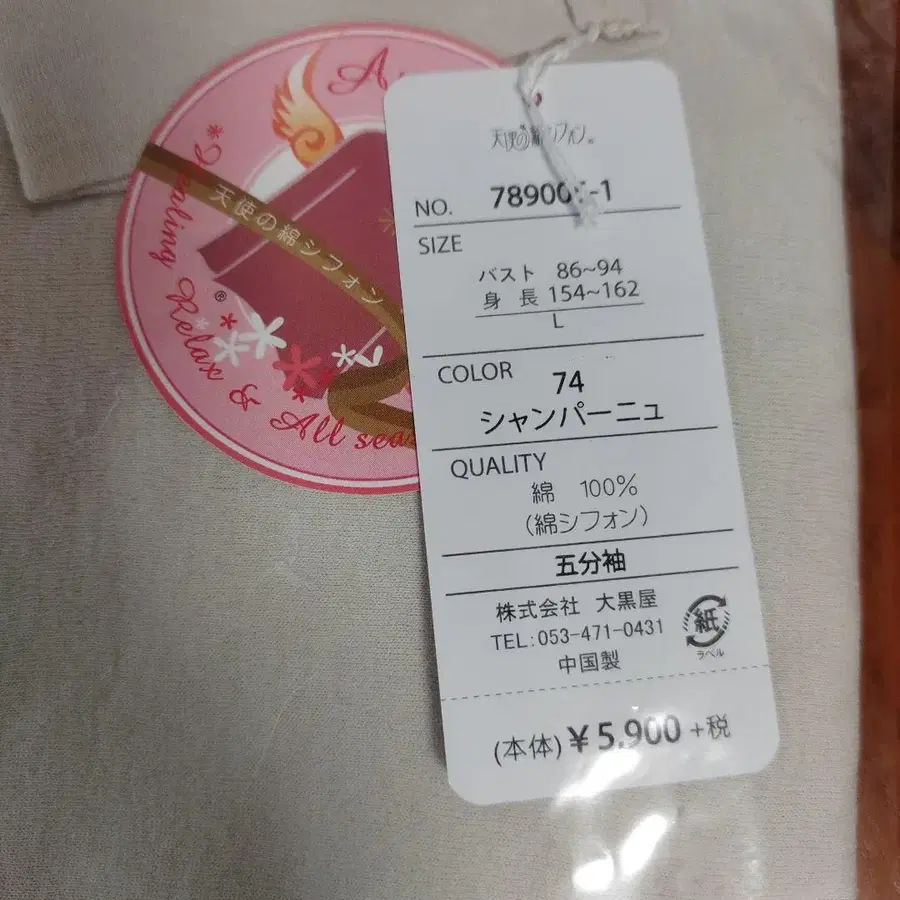 天使の綿シフォン®
NO. 789005-1
SIZE
バスト 86~94
身長 154~162
L
COLOR
74
シャンパーニュ
QUALITY
綿 100%
(綿シフォン)
五分袖
株式会社 大黒屋
TEL:053-471-0431
中国製
紙
ラベル
(本体)¥5,900+税
天使の綿シフォン
®
*Healing Relax & All